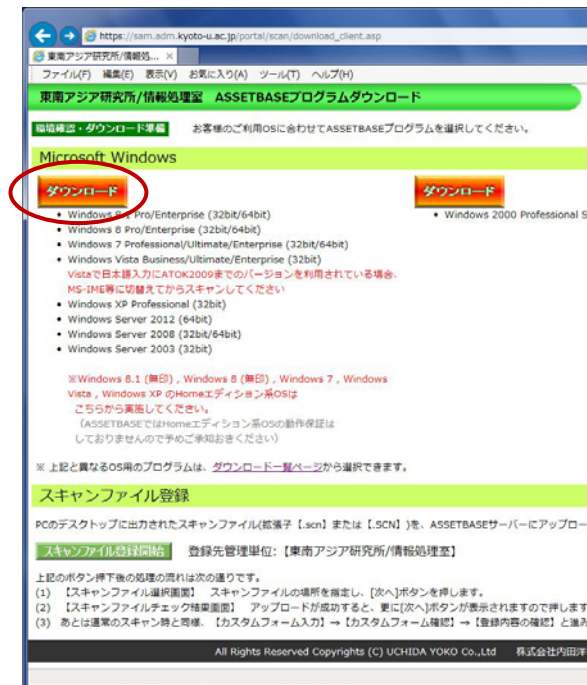 https://sam.adm.kyoto-u.ac.jp/portal/scan/download_client.asp
東南アジア研究所/情報処...
ファイル(F) 編集(E) 表示(V) お気に入り(A) ツール(T) ヘルプ(H)
東南アジア研究所/情報処理室 ASSETBASEプログラムダウンロード
環境確認・ダウンロード準備 お客様のご利用OSに合わせてASSETBASEプログラムを選択してください。
Microsoft Windows
ダウンロード ダウンロード
• Windows 8.1 Pro/Enterprise (32bit/64bit) • Windows 2000 Professional S
• Windows 8 Pro/Enterprise (32bit/64bit)
• Windows 7 Professional/Ultimate/Enterprise (32bit/64bit)
• Windows Vista Business/Ultimate/Enterprise (32bit)
Vistaで日本語入力にATOK2009までのバージョンを利用されている場合、
MS-IME等に切替えてからスキャンしてください
• Windows XP Professional (32bit)
• Windows Server 2012 (64bit)
• Windows Server 2008 (32bit/64bit)
• Windows Server 2003 (32bit)
※Windows 8.1 (無印) , Windows 8 (無印) , Windows 7 , Windows
Vista , Windows XP のHomeエディション系OSは
こちらから実施してください。
（ASSETBASEではHomeエディション系OSの動作保証は
しておりませんので予めご承知おきください）
※ 上記と異なるOS用のプログラムは、ダウンロード一覧ページから選択できます。
スキャンファイル登録
PCのデスクトップに出力されたスキャンファイル(拡張子【.scn】または【.SCN】)を、ASSETBASEサーバーにアップロー
スキャンファイル登録開始 登録先管理単位:【東南アジア研究所/情報処理室】
上記のボタン押下後の処理の流れは次の通りです。
(1) 【スキャンファイル選択画面】 スキャンファイルの場所を指定し、[次へ]ボタンを押します。
(2) 【スキャンファイルチェック結果画面】 アップロードが成功すると、更に[次へ]ボタンが表示されますので押します
(3) あとは通常のスキャン時と同様、【カスタムフォーム入力】→【カスタムフォーム確認】→【登録内容の確認】と進み
All Rights Reserved Copyrights (C) UCHIDA YOKO Co.,Ltd 株式会社内田洋